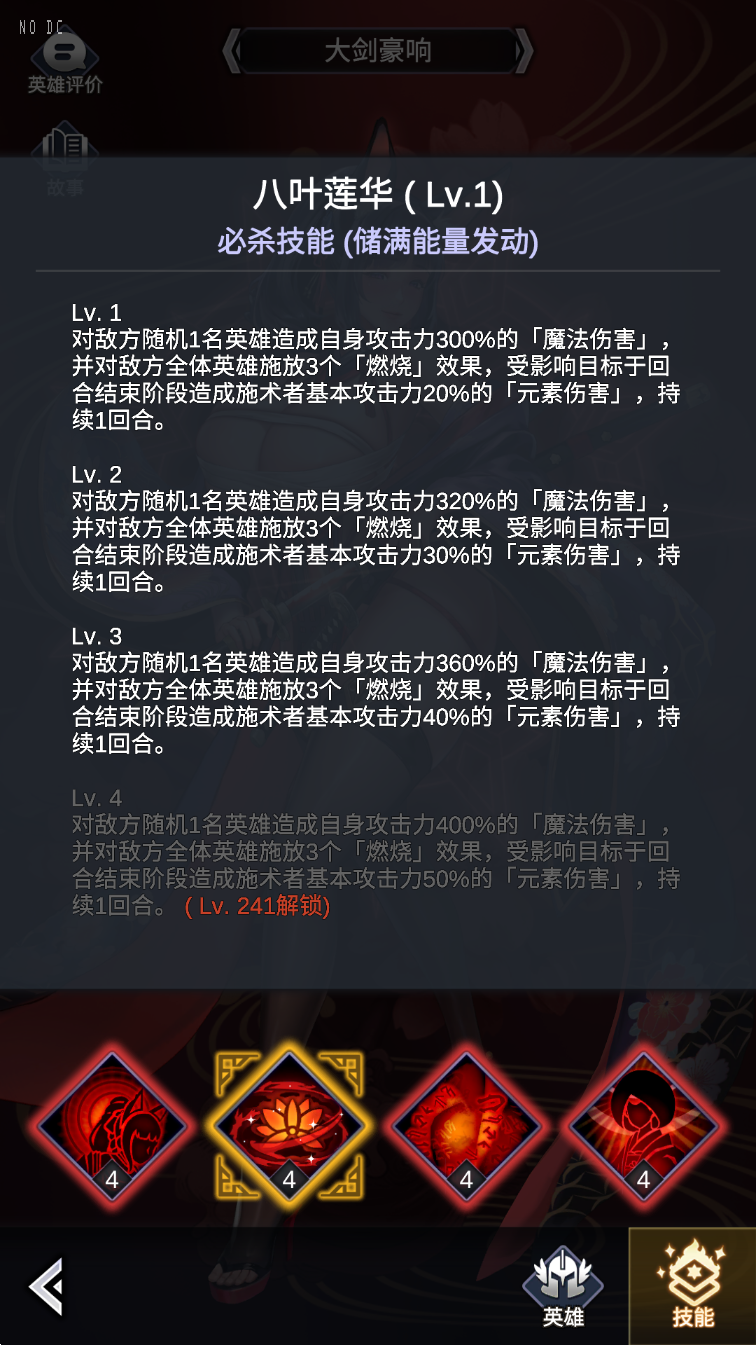 NO DC
大剑豪响
英雄评价
故事
八叶莲华 ( Lv.1)
必杀技能 (储满能量发动)
Lv. 1
对敌方随机1名英雄造成自身攻击力300%的「魔法伤害」，
并对敌方全体英雄施放3个「燃烧」效果，受影响目标于回
合结束阶段造成施术者基本攻击力20%的「元素伤害」，持
续1回合。
Lv. 2
对敌方随机1名英雄造成自身攻击力320%的「魔法伤害」，
并对敌方全体英雄施放3个「燃烧」效果，受影响目标于回
合结束阶段造成施术者基本攻击力30%的「元素伤害」，持
续1回合。
Lv. 3
对敌方随机1名英雄造成自身攻击力360%的「魔法伤害」，
并对敌方全体英雄施放3个「燃烧」效果，受影响目标于回
合结束阶段造成施术者基本攻击力40%的「元素伤害」，持
续1回合。
Lv. 4
对敌方随机1名英雄造成自身攻击力400%的「魔法伤害」，
并对敌方全体英雄施放3个「燃烧」效果，受影响目标于回
合结束阶段造成施术者基本攻击力50%的「元素伤害」，持
续1回合。 ( Lv. 241解锁)
4
4
4
4
英雄
技能